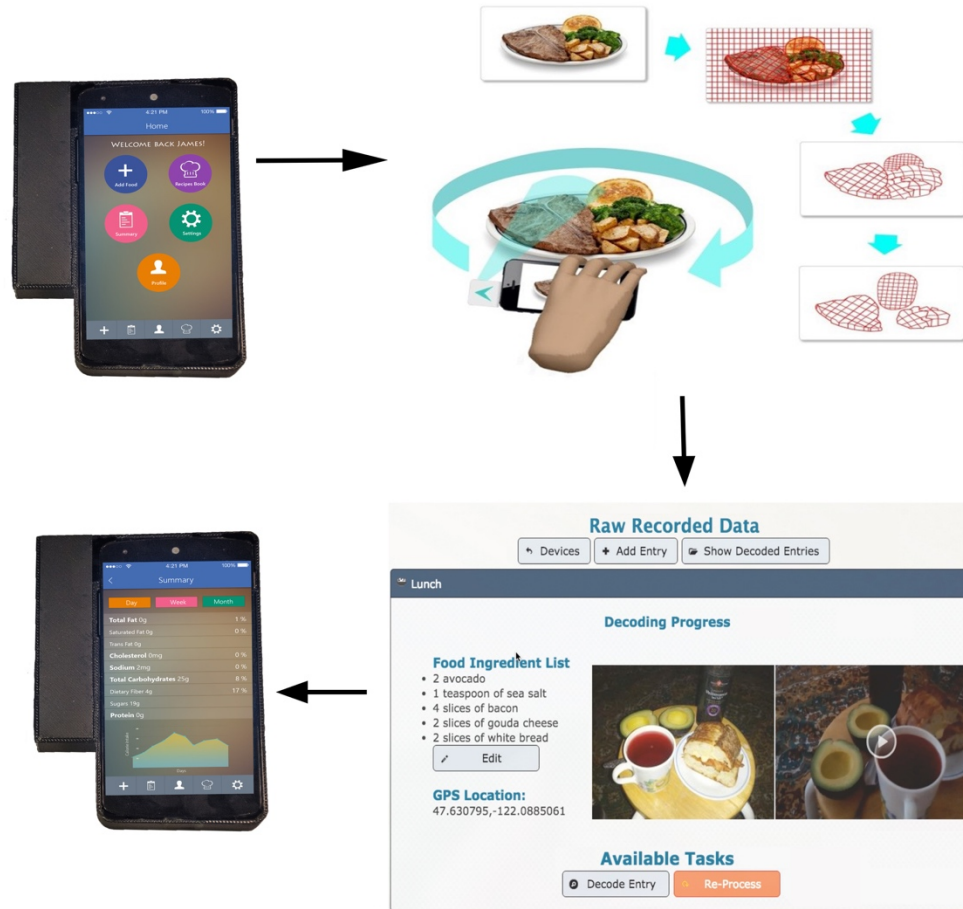 4:21 PM
100%
Home
WELCOME BACK JAMES!
Add Food
Recipes Book
Summary
Settings
Profile
Raw Recorded Data
Devices
Add Entry
Show Decoded Entries
Lunch
Decoding Progress
Food Ingredient List
• 2 avocado
• 1 teaspoon of sea salt
• 4 slices of bacon
• 2 slices of gouda cheese
• 2 slices of white bread
Edit
GPS Location:
47.630795,-122.0885061
Available Tasks
Decode Entry
Re-Process
4:21 PM
100%
Summary
Day Week Month
Total Fat 0g 1 %
Saturated Fat 0g 0 %
Trans Fat 0g
Cholesterol 0mg 0 %
Sodium 2mg 0 %
Total Carbohydrates 25g 8 %
Dietary Fiber 4g 17 %
Sugars 19g
Protein 0g
Days